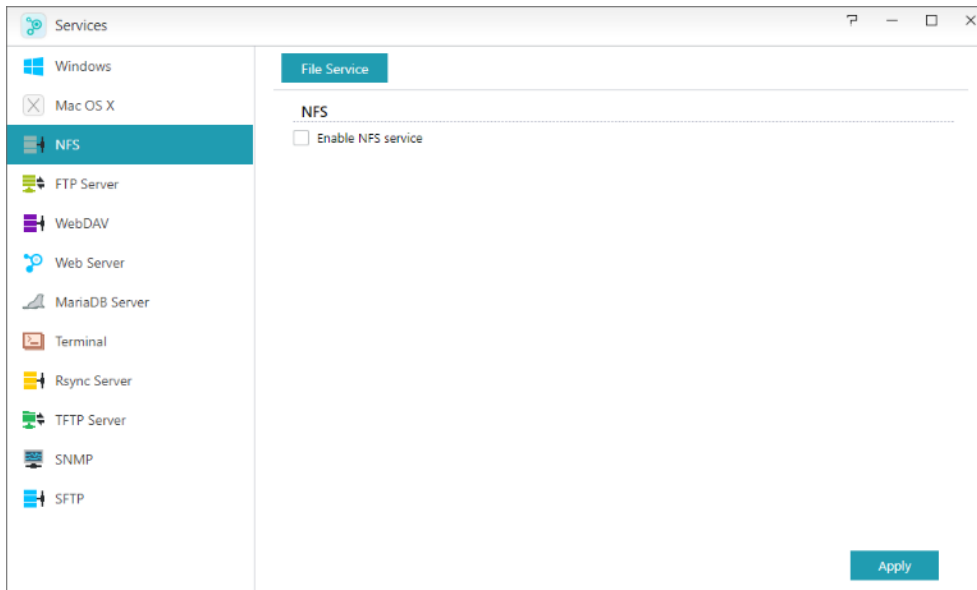 Services
Windows
Mac OS X
NFS
FTP Server
WebDAV
Web Server
MariaDB Server
Terminal
Rsync Server
TFTP Server
SNMP
SFTP
File Service
NFS
Enable NFS service
Apply